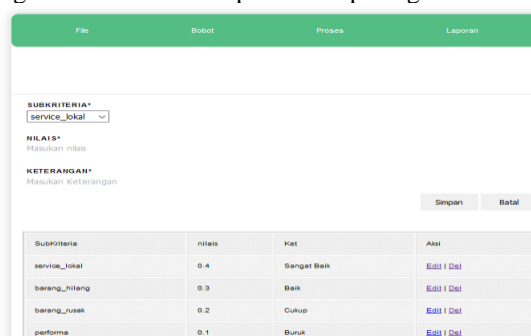 File Bobot Proses Laporan
SUBKRITERIA*
service_lokal
NILAIS*
Masukan nilais
KETERANGAN*
Masukan Keterangan
Simpan Batal
SubKriteria nilais Ket Aksi
service_lokal 0.4 Sangat Baik Edit | Del
barang_hilang 0.3 Baik Edit | Del
barang_rusak 0.2 Cukup Edit | Del
performa 0.1 Buruk Edit | Del